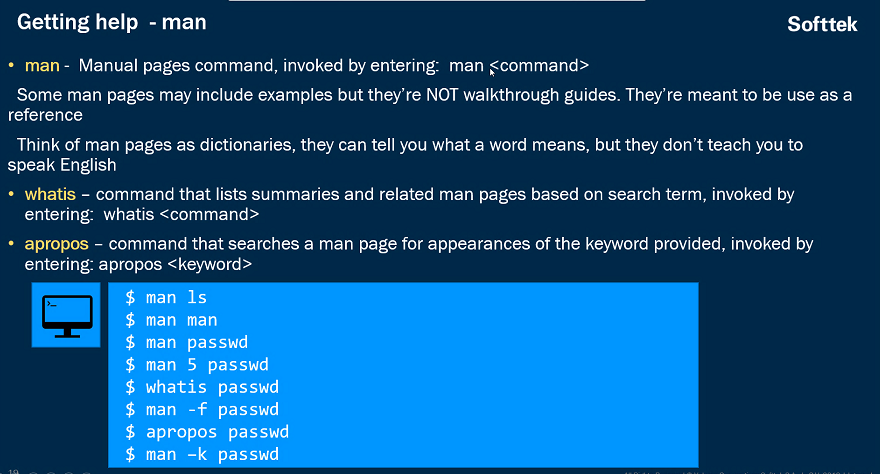 Getting help - man
Softtek
• man - Manual pages command, invoked by entering: man <command>
Some man pages may include examples but they're NOT walkthrough guides. They're meant to be use as a
reference
Think of man pages as dictionaries, they can tell you what a word means, but they don't teach you to
speak English
• whatis – command that lists summaries and related man pages based on search term, invoked by
entering: whatis <command>
• apropos – command that searches a man page for appearances of the keyword provided, invoked by
entering: apropos <keyword>
$ man ls
$ man man
$ man passwd
$ man 5 passwd
$ whatis passwd
$ man -f passwd
$ apropos passwd
$ man –k passwd